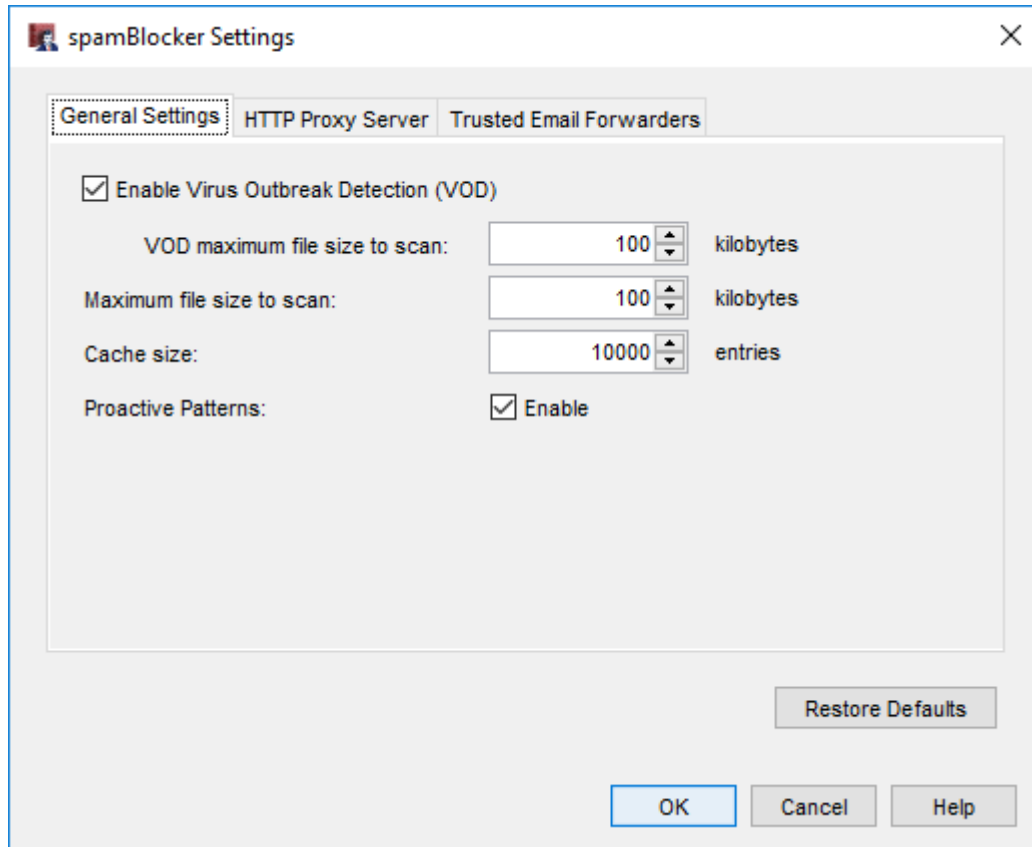 spamBlocker Settings
General Settings HTTP Proxy Server Trusted Email Forwarders
Enable Virus Outbreak Detection (VOD)
VOD maximum file size to scan: 100 kilobytes
Maximum file size to scan: 100 kilobytes
Cache size: 10000 entries
Proactive Patterns: Enable
Restore Defaults
OK Cancel Help